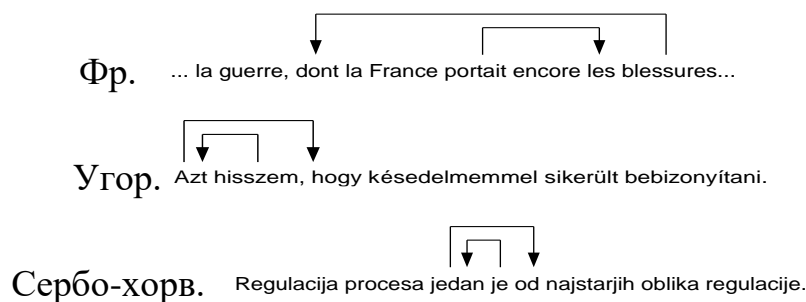 Фр. ... la guerre, dont la France portait encore les blessures...
Угор. Azt hisszem, hogy késedelmemmel sikerült bebizonyítani.
Сербо-хорв. Regulacija procesa jedan je od najstarjih oblika regulacije.